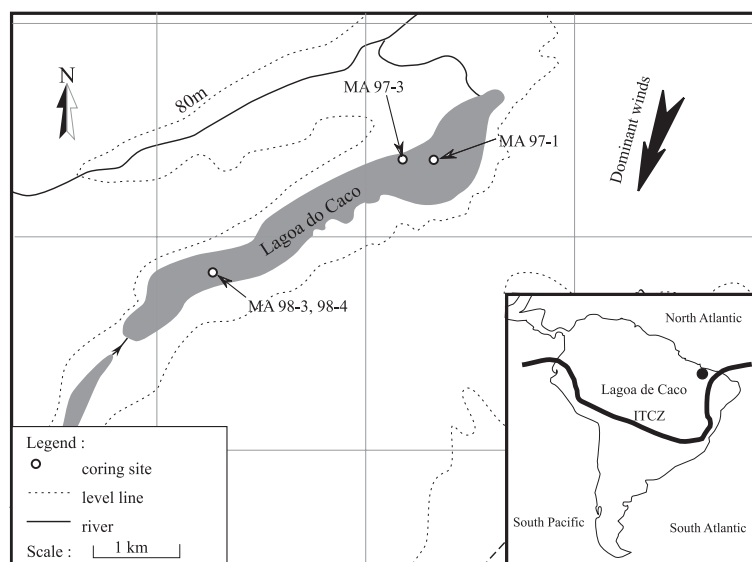 N
80m
MA 97-3
MA 97-1
Dominant winds
Lagoa do Caco
MA 98-3, 98-4
North Atlantic
Lagoa de Caco
ITCZ
South Pacific
South Atlantic
Legend :
coring site
level line
river
Scale :
1 km